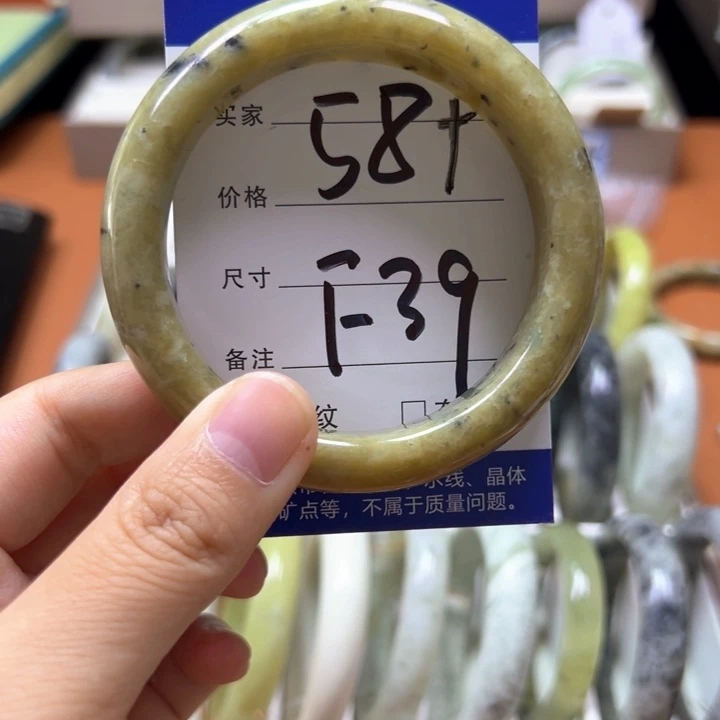 买家
58+
价格
尺寸
F-39
备注
纹 □
水线、晶体
矿点等，不属于质量问题。